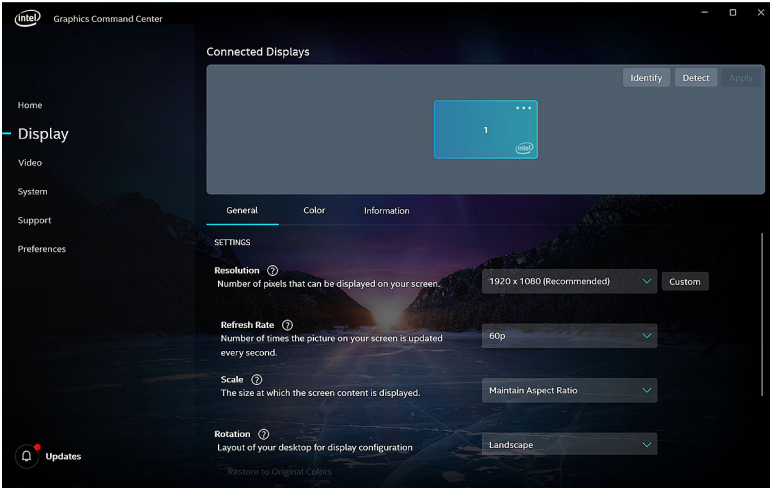 intel Graphics Command Center
Connected Displays
Identify Detect Apply
1
intel
Home
Display
Video
System
Support
Preferences
General Color Information
SETTINGS
Resolution ?
Number of pixels that can be displayed on your screen.
1920 x 1080 (Recommended) Custom
Refresh Rate ?
Number of times the picture on your screen is updated
every second.
60p
Scale ?
The size at which the screen content is displayed.
Maintain Aspect Ratio
Rotation ?
Layout of your desktop for display configuration
Landscape
Restore to Original Colors
Updates